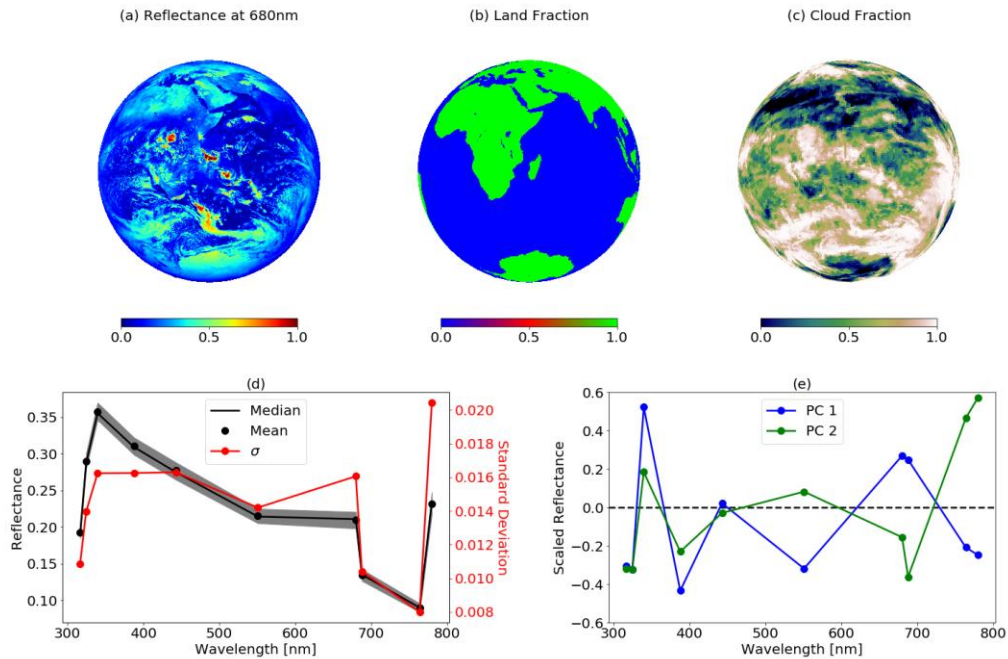 (a) Reflectance at 680nm
(b) Land Fraction
(c) Cloud Fraction
0.0 0.5 1.0
0.0 0.5 1.0
0.0 0.5 1.0
(d)
Reflectance
0.35
0.30
0.25
0.20
0.15
0.10
Median
Mean
σ
0.020
0.018
0.016
0.014
0.012
0.010
0.008
Standard Deviation
300 400 500 600 700 800
Wavelength [nm]
(e)
Scaled Reflectance
0.6
0.4
0.2
0.0
−0.2
−0.4
−0.6
PC 1
PC 2
300 400 500 600 700 800
Wavelength [nm]